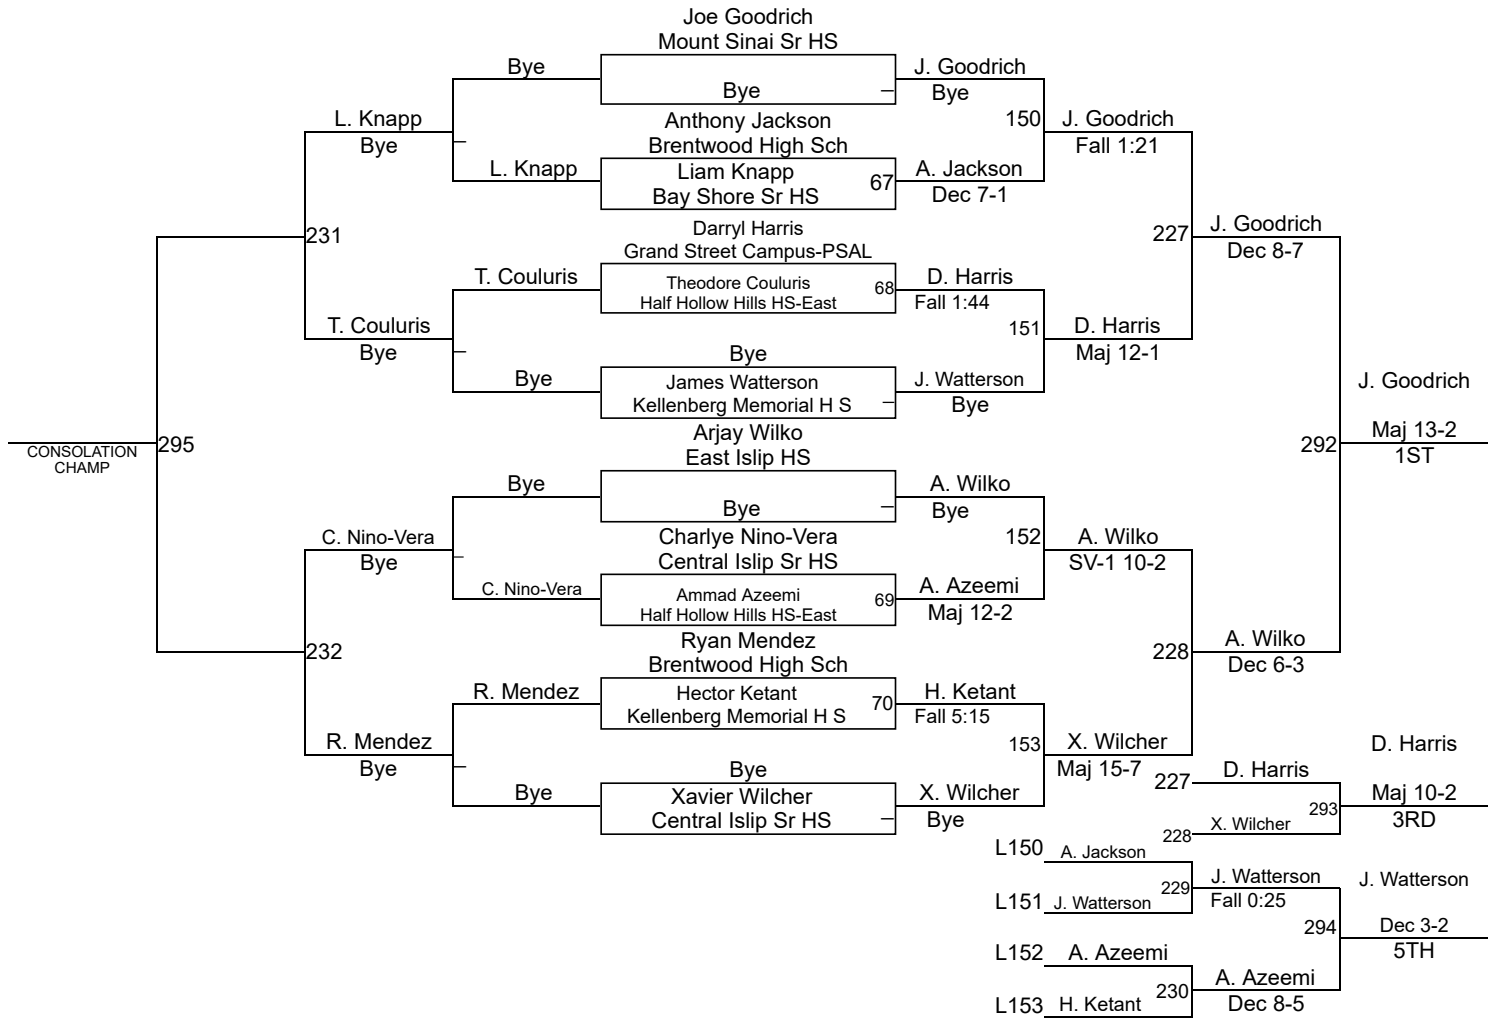 Joe Goodrich
Mount Sinai Sr HS
Bye
Bye
J. Goodrich
Bye
L. Knapp
Bye
Anthony Jackson
Brentwood High Sch
150
J. Goodrich
Fall 1:21
L. Knapp
Liam Knapp
Bay Shore Sr HS
67
A. Jackson
Dec 7-1
231
Darryl Harris
Grand Street Campus-PSAL
227
J. Goodrich
Dec 8-7
T. Couluris
Theodore Couluris
Half Hollow Hills HS-East
68
D. Harris
Fall 1:44
T. Couluris
Bye
151
D. Harris
Maj 12-1
Bye
Bye
James Watterson
Kellenberg Memorial H S
J. Watterson
Bye
J. Goodrich
Maj 13-2
1ST
292
CONSOLATION
CHAMP
295
Arjay Wilko
East Islip HS
Bye
Bye
A. Wilko
Bye
C. Nino-Vera
Bye
Charlye Nino-Vera
Central Islip Sr HS
152
A. Wilko
SV-1 10-2
C. Nino-Vera
Ammad Azeemi
Half Hollow Hills HS-East
69
A. Azeemi
Maj 12-2
232
Ryan Mendez
Brentwood High Sch
228
A. Wilko
Dec 6-3
R. Mendez
Hector Ketant
Kellenberg Memorial H S
70
H. Ketant
Fall 5:15
R. Mendez
Bye
153
X. Wilcher
Maj 15-7
Bye
Bye
Xavier Wilcher
Central Islip Sr HS
X. Wilcher
Bye
227
D. Harris
228
X. Wilcher
293
D. Harris
Maj 10-2
3RD
L150
A. Jackson
L151
J. Watterson
229
J. Watterson
Fall 0:25
J. Watterson
Dec 3-2
5TH
294
L152
A. Azeemi
L153
H. Ketant
230
A. Azeemi
Dec 8-5